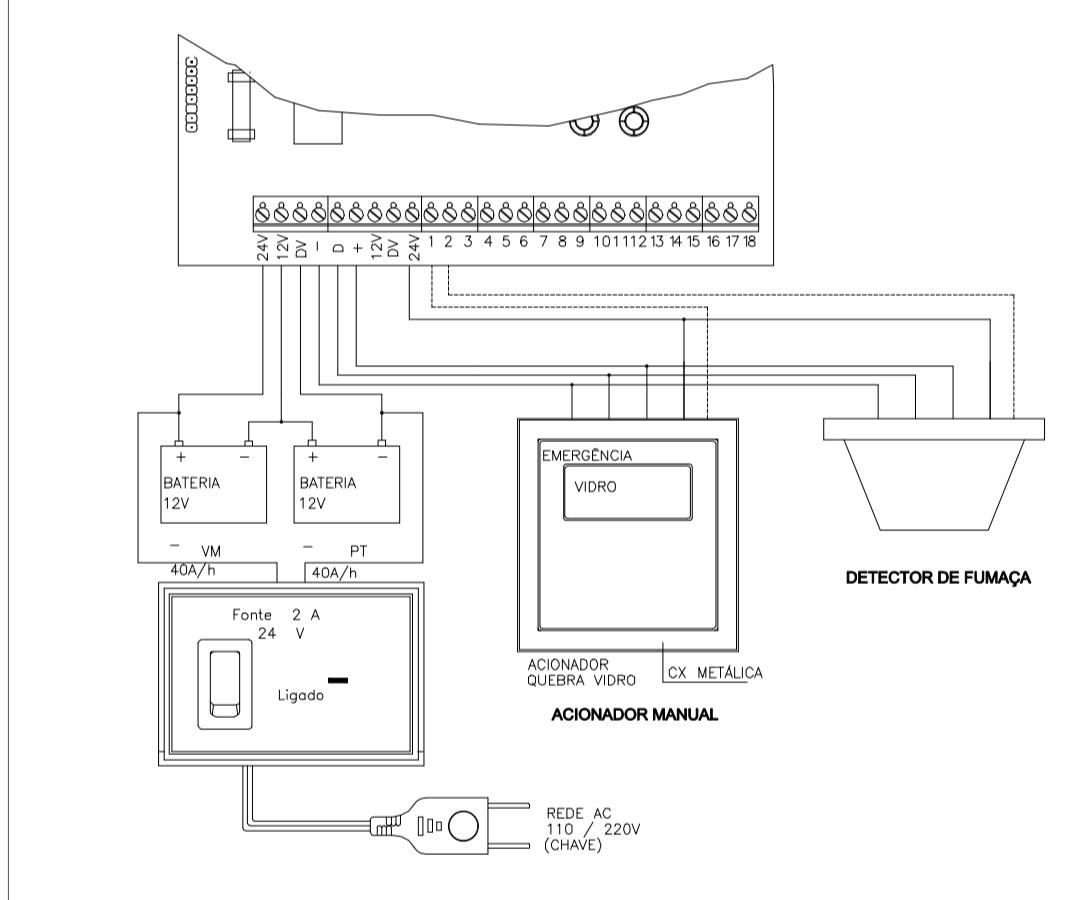 24V 12V DV – D + 12V DV 24V 1 2 3 4 5 6 7 8 9 10 11 12 13 14 15 16 17 18
+ – + –
BATERIA
12V
BATERIA
12V
– VM
40A/h
– PT
40A/h
Fonte 2 A
24 V
Ligado
EMERGÊNCIA
VIDRO
ACIONADOR
QUEBRA VIDRO
CX METÁLICA
ACIONADOR MANUAL
DETECTOR DE FUMAÇA
REDE AC
110 / 220V
(CHAVE)